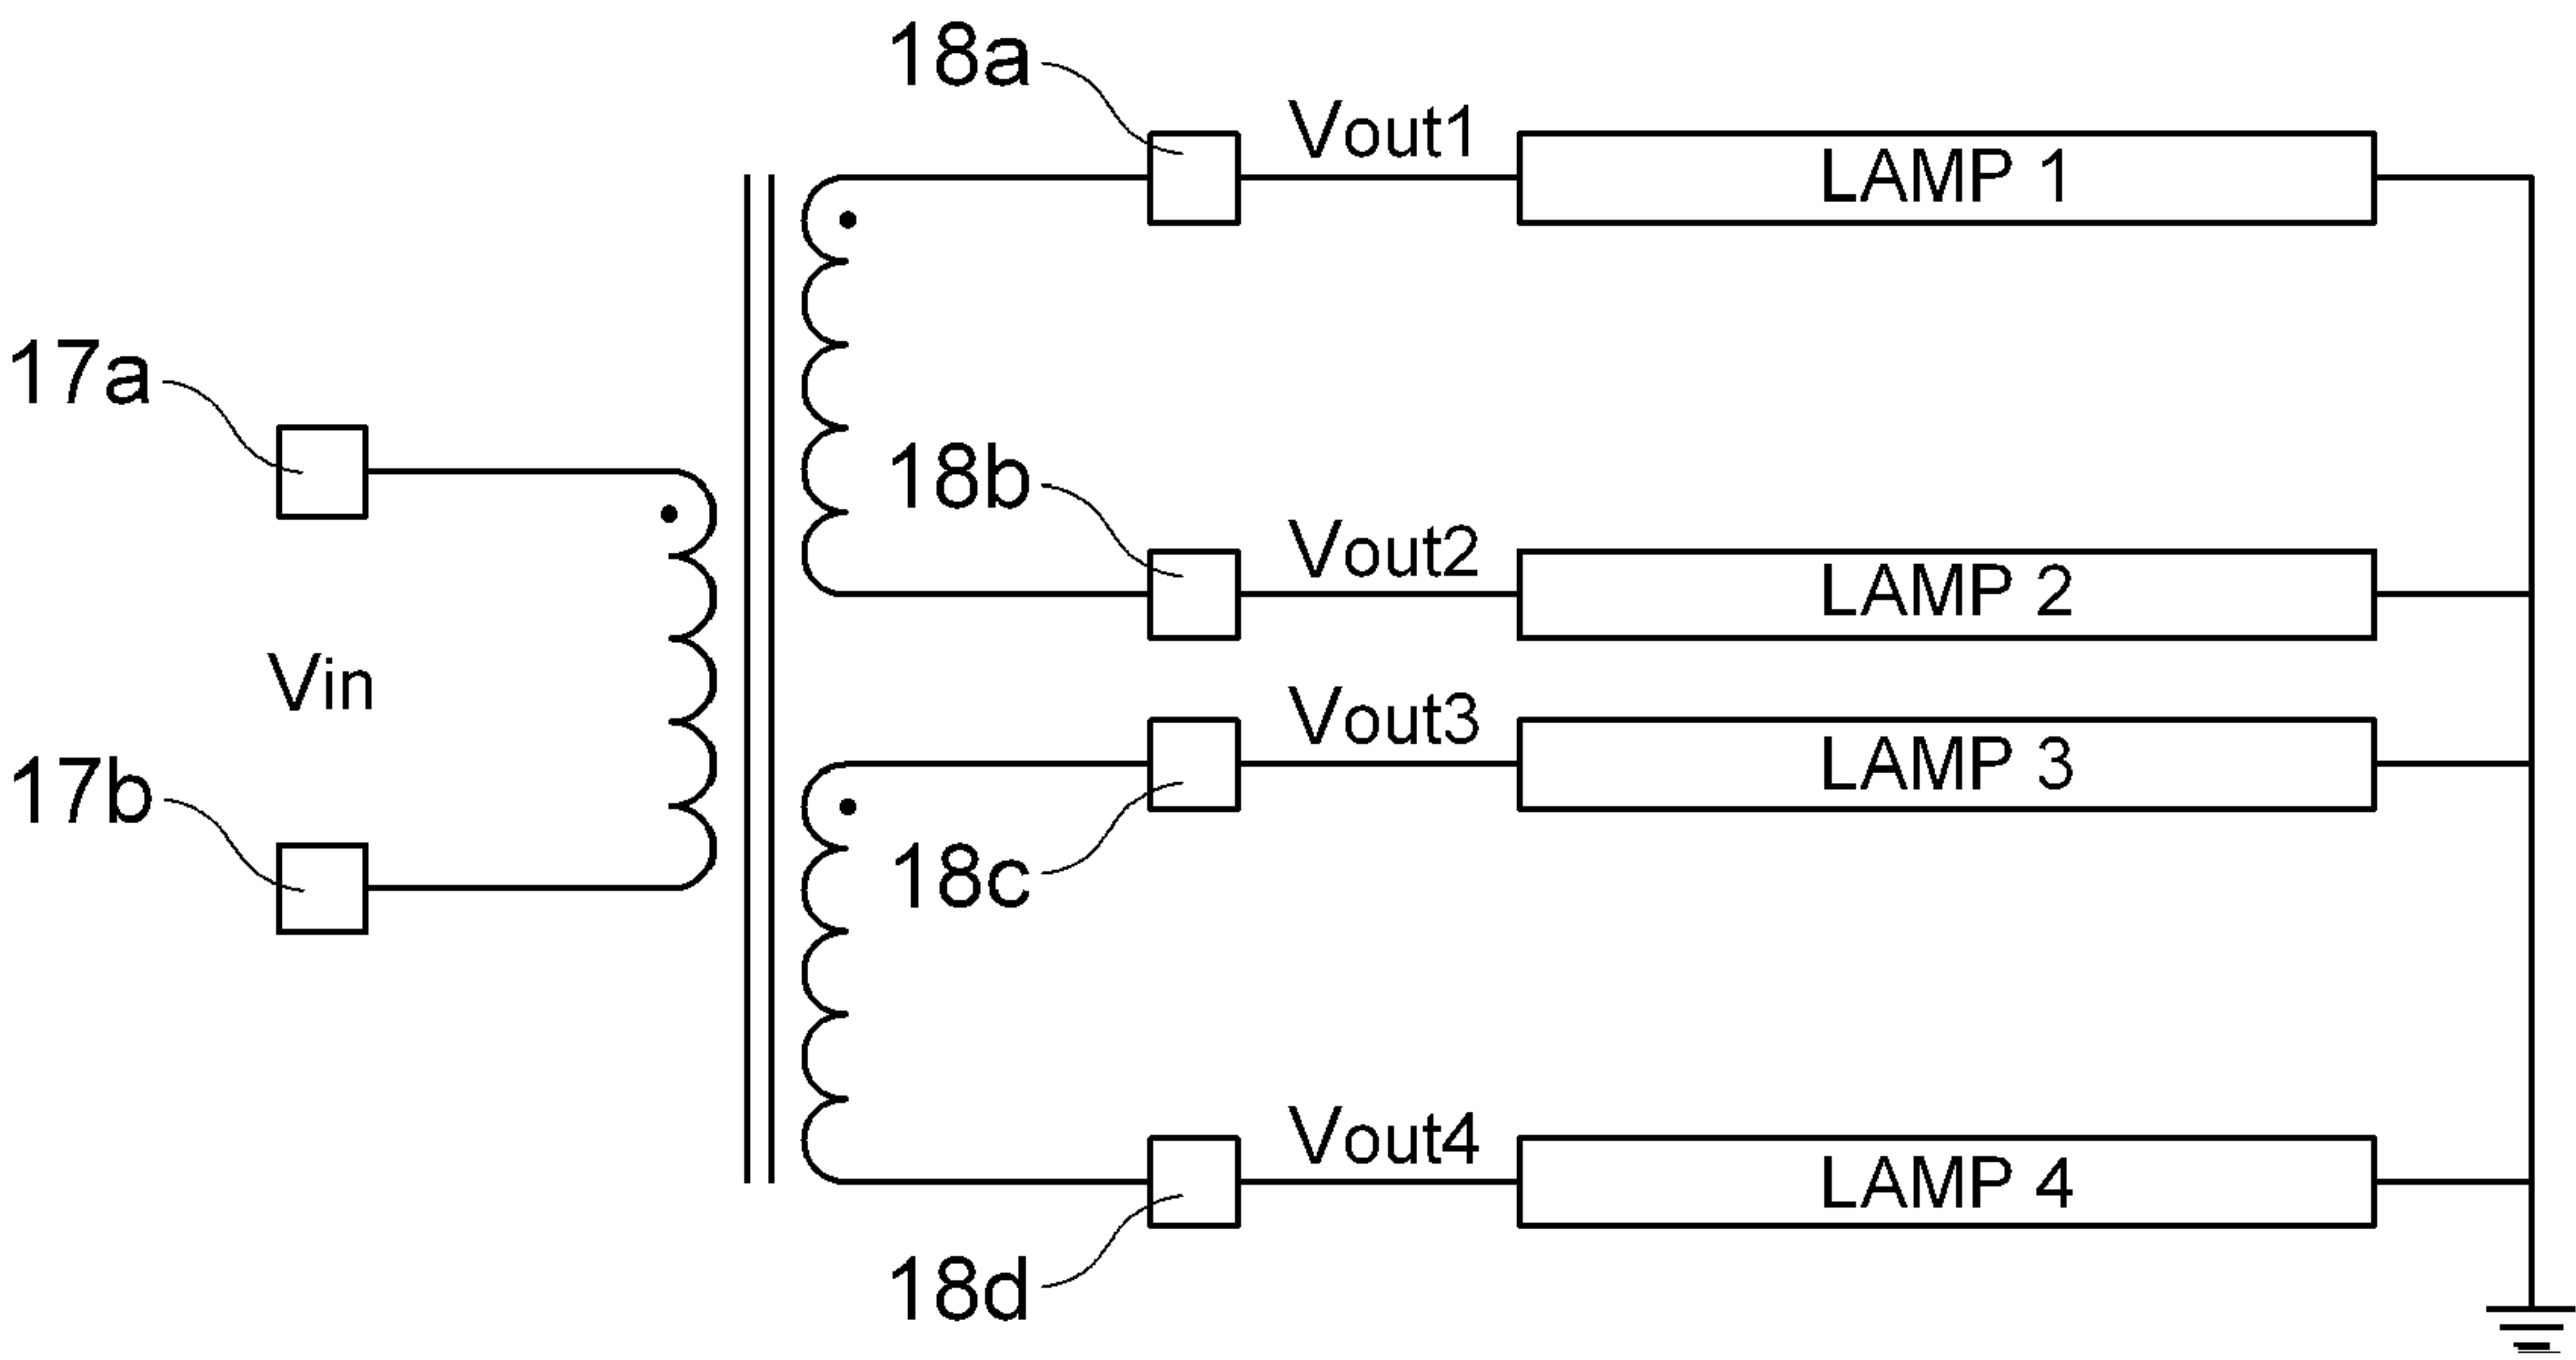 18a
Vout1
LAMP 1
17a
18b
Vout2
LAMP 2
Vin
Vout3
LAMP 3
17b
18c
Vout4
LAMP 4
18d